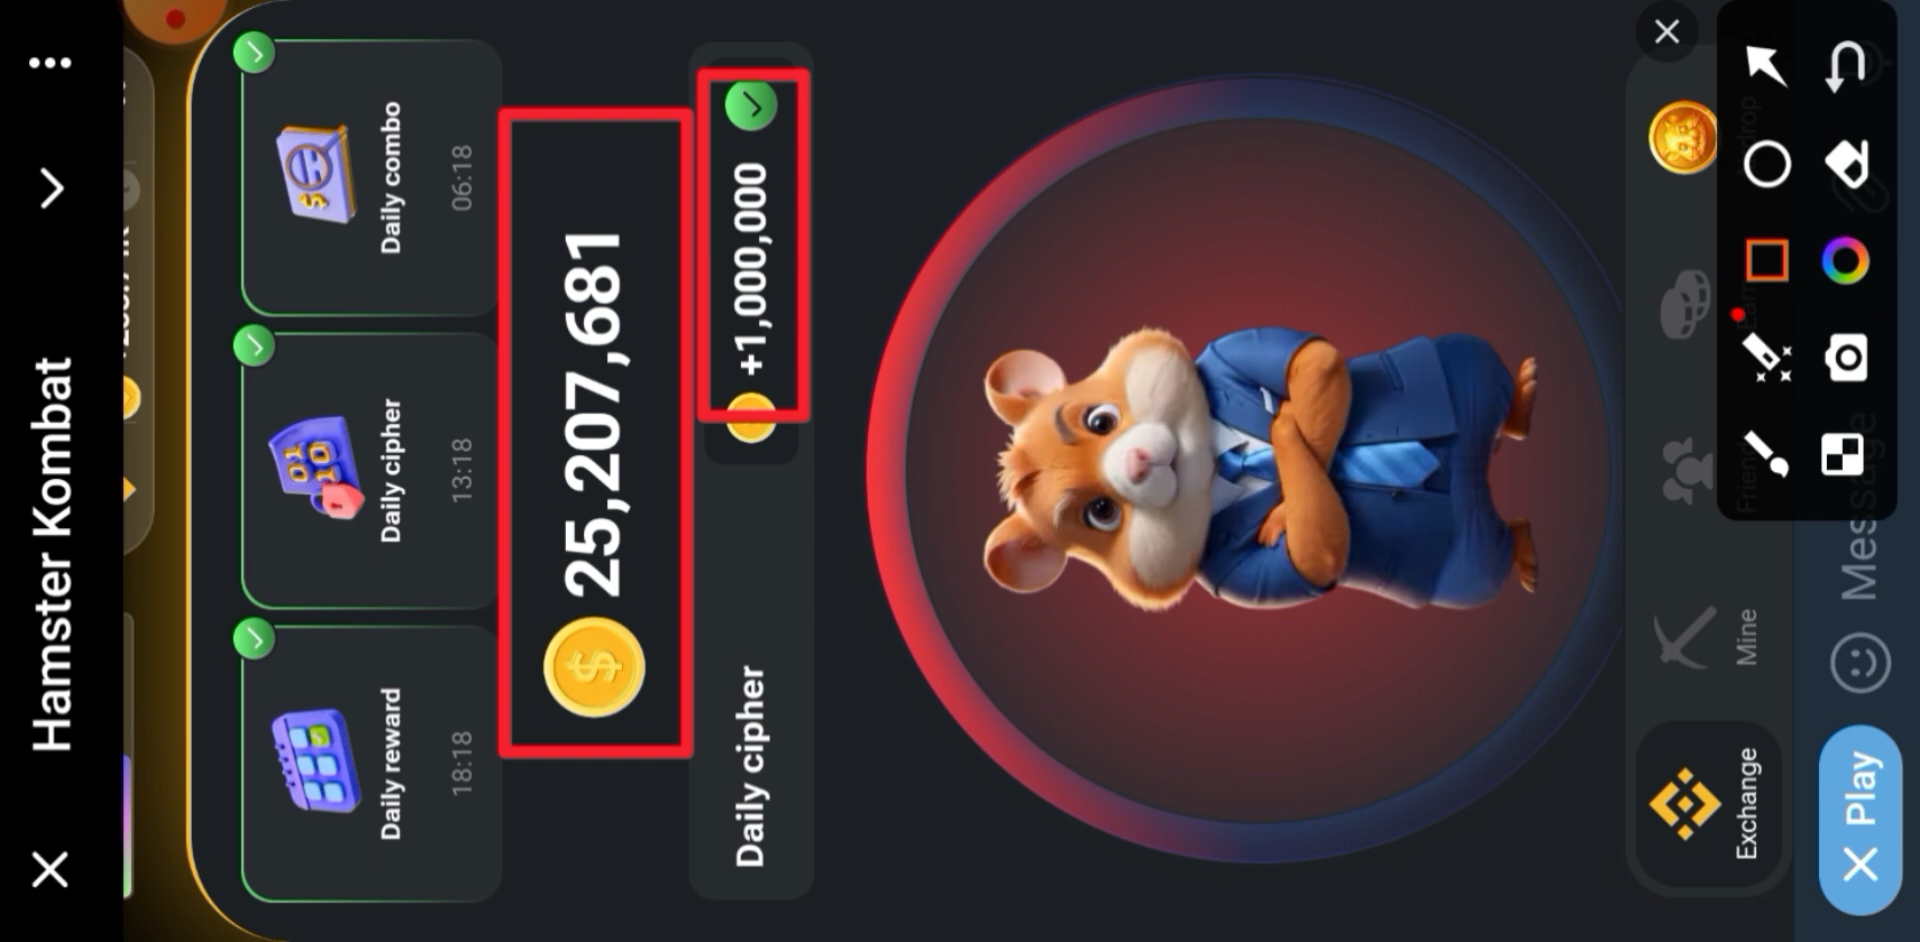 Hamster Kombat
Daily reward
18:18
Daily cipher
13:18
Daily combo
06:18
25,207,681
Daily cipher
+1,000,000
Exchange
Mine
Message
Play